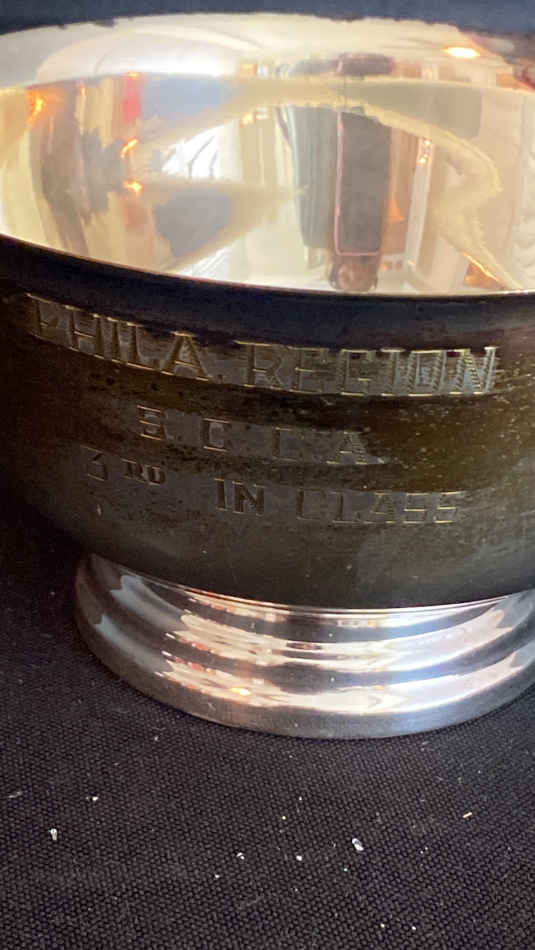 PHILA. REGION
S. C. C. A
3RD IN CLASS